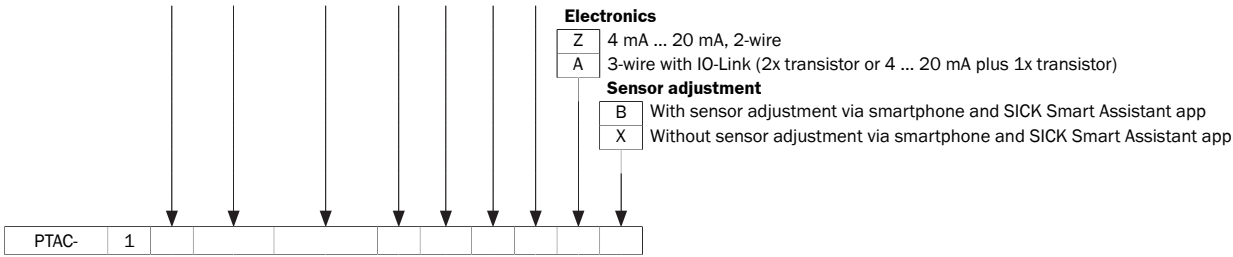 Electronics
Z 4 mA ... 20 mA, 2-wire
A 3-wire with IO-Link (2x transistor or 4 ... 20 mA plus 1x transistor)
Sensor adjustment
B With sensor adjustment via smartphone and SICK Smart Assistant app
X Without sensor adjustment via smartphone and SICK Smart Assistant app
PTAC- 1